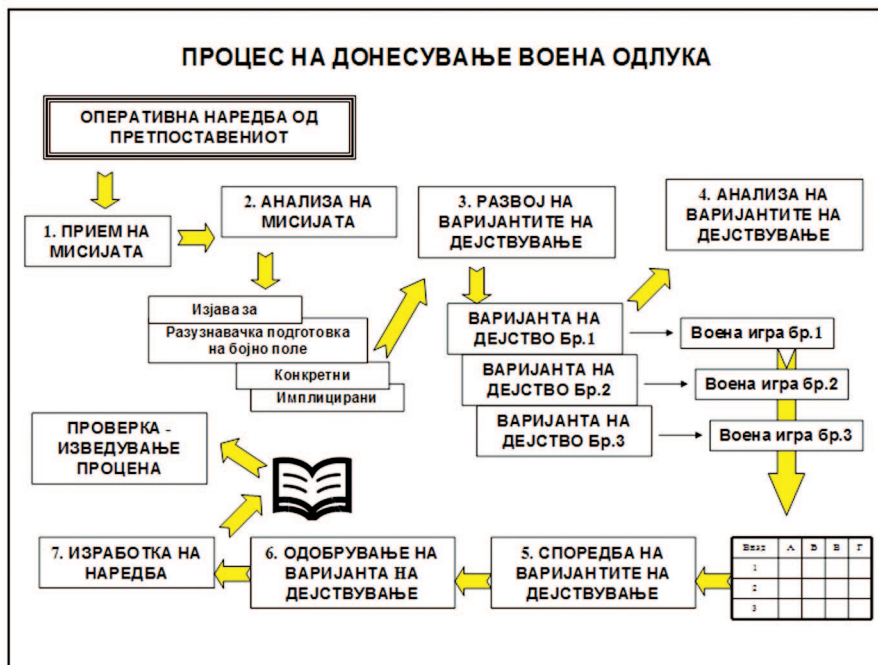 ПРОЦЕС НА ДОНЕСУВАЊЕ ВОЕНА ОДЛУКА
ОПЕРАТИВНА НАРЕДБА ОД
ПРЕТПОСТАВЕНИОТ
1. ПРИЕМ НА
МИСИЈАТА
2. АНАЛИЗА НА
МИСИЈАТА
3. РАЗВОЈ НА
ВАРИЈАНТИТЕ НА
ДЕЈСТВУВАЊЕ
4. АНАЛИЗА НА
ВАРИЈАНТИТЕ НА
ДЕЈСТВУВАЊЕ
Изјава за
Разузнавачка подготовка
на бојно поле
Конкретни
Имплицирани
ВАРИЈАНТА НА
ДЕЈСТВО Бр.1
ВАРИЈАНТА НА
ДЕЈСТВО Бр.2
ВАРИЈАНТА НА
ДЕЈСТВО Бр.3
Воена игра бр.1
Воена игра бр.2
Воена игра бр.3
ПРОВЕРКА -
ИЗВЕДУВАЊЕ
ПРОЦЕНА
7. ИЗРАБОТКА НА
НАРЕДБА
6. ОДОБРУВАЊЕ НА
ВАРИЈАНТА НА
ДЕЈСТВУВАЊЕ
5. СПОРЕДБА НА
ВАРИЈАНТИТЕ НА
ДЕЈСТВУВАЊЕ
А Г
1
2
3